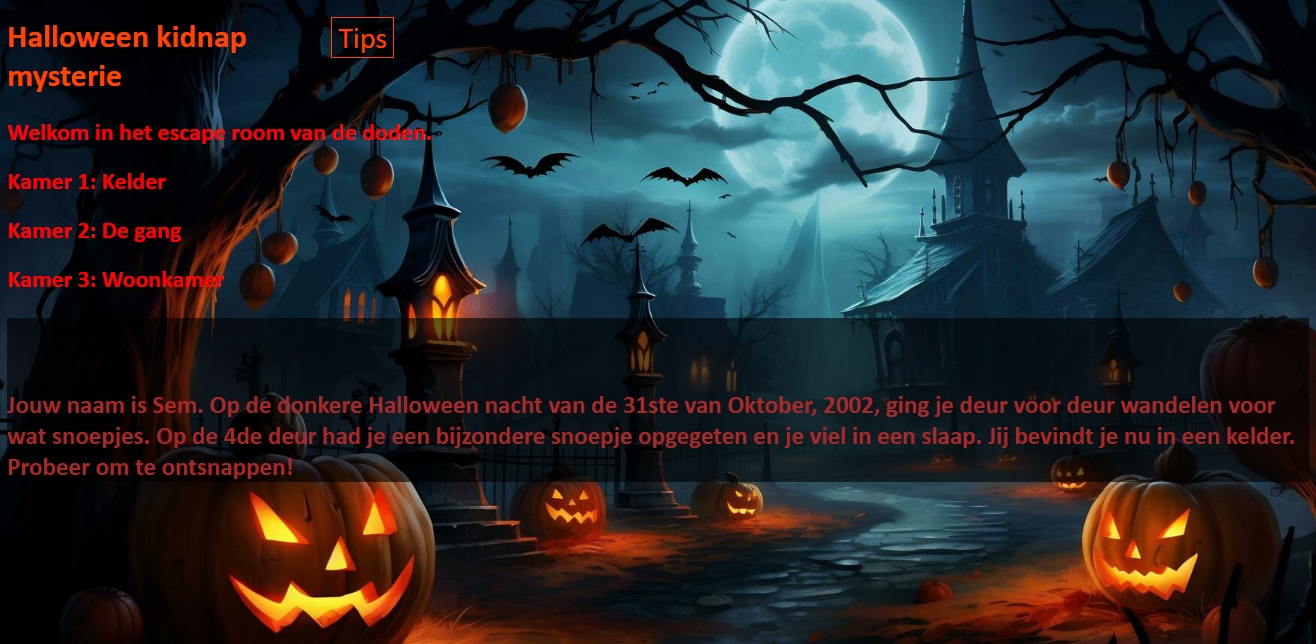 Halloween kidnap
mysterie
Tips
Welkom in het escape room van de doden.
Kamer 1: Kelder
Kamer 2: De gang
Kamer 3: Woonkamer
Jouw naam is Sem. Op de donkere Halloween nacht van de 31ste van Oktober, 2002, ging je deur voor deur wandelen voor
wat snoepjes. Op de 4de deur had je een bijzondere snoepje opgegeten en je viel in een slaap. Jij bevindt je nu in een kelder.
Probeer om te ontsnappen!